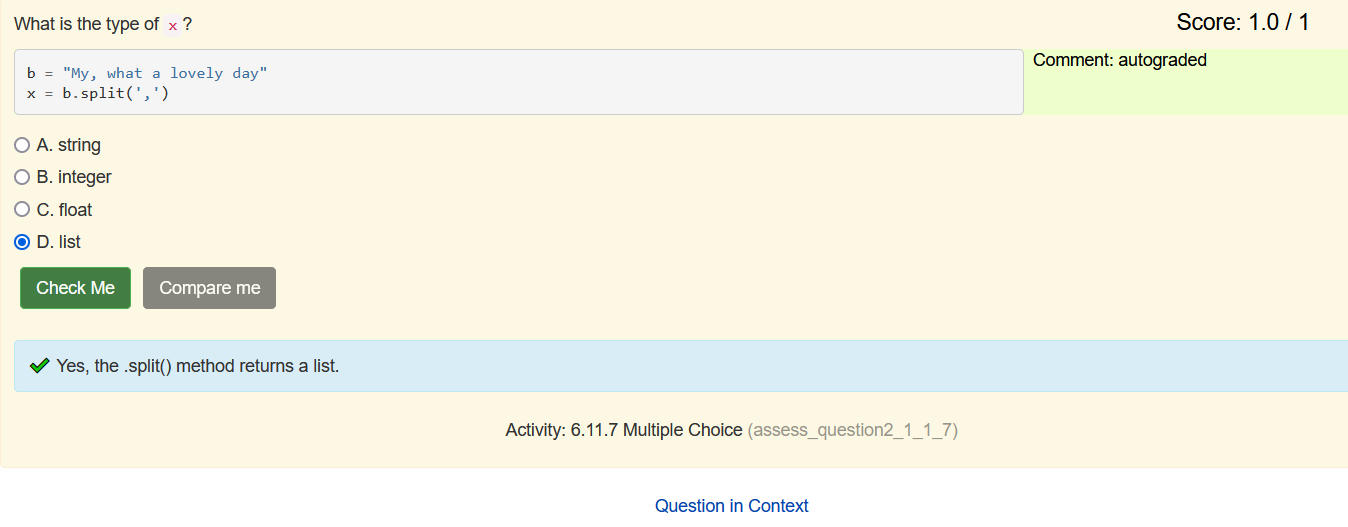 What is the type of x ?
Score: 1.0 / 1
b = "My, what a lovely day"
x = b.split(',')
Comment: autograded
A. string
B. integer
C. float
D. list
Check Me
Compare me
Yes, the .split() method returns a list.
Activity: 6.11.7 Multiple Choice (assess_question2_1_1_7)
Question in Context